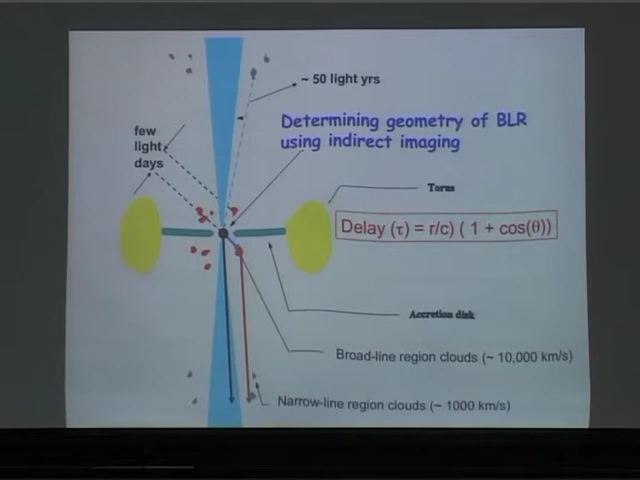 ~ 50 light yrs
Determining geometry of BLR
using indirect imaging
few
light
days
Torus
Delay (τ) = r/c) ( 1 + cos(θ))
Accretion disk
Broad-line region clouds (~ 10,000 km/s)
Narrow-line region clouds (~ 1000 km/s)